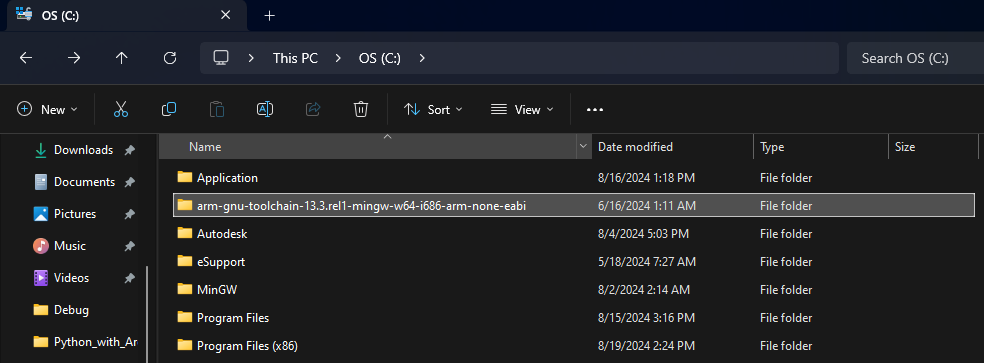 OS (C:)
This PC > OS (C:) >
Search OS (C:)
New
Sort
View
Name
Date modified
Type
Size
Downloads
Documents
Pictures
Music
Videos
Debug
Python_with_Ar
Application 8/16/2024 1:18 PM File folder
arm-gnu-toolchain-13.3.rel1-mingw-w64-i686-arm-none-eabi 6/16/2024 1:11 AM File folder
Autodesk 8/4/2024 5:03 PM File folder
eSupport 5/18/2024 7:27 AM File folder
MinGW 8/2/2024 2:14 AM File folder
Program Files 8/15/2024 3:16 PM File folder
Program Files (x86) 8/19/2024 2:24 PM File folder